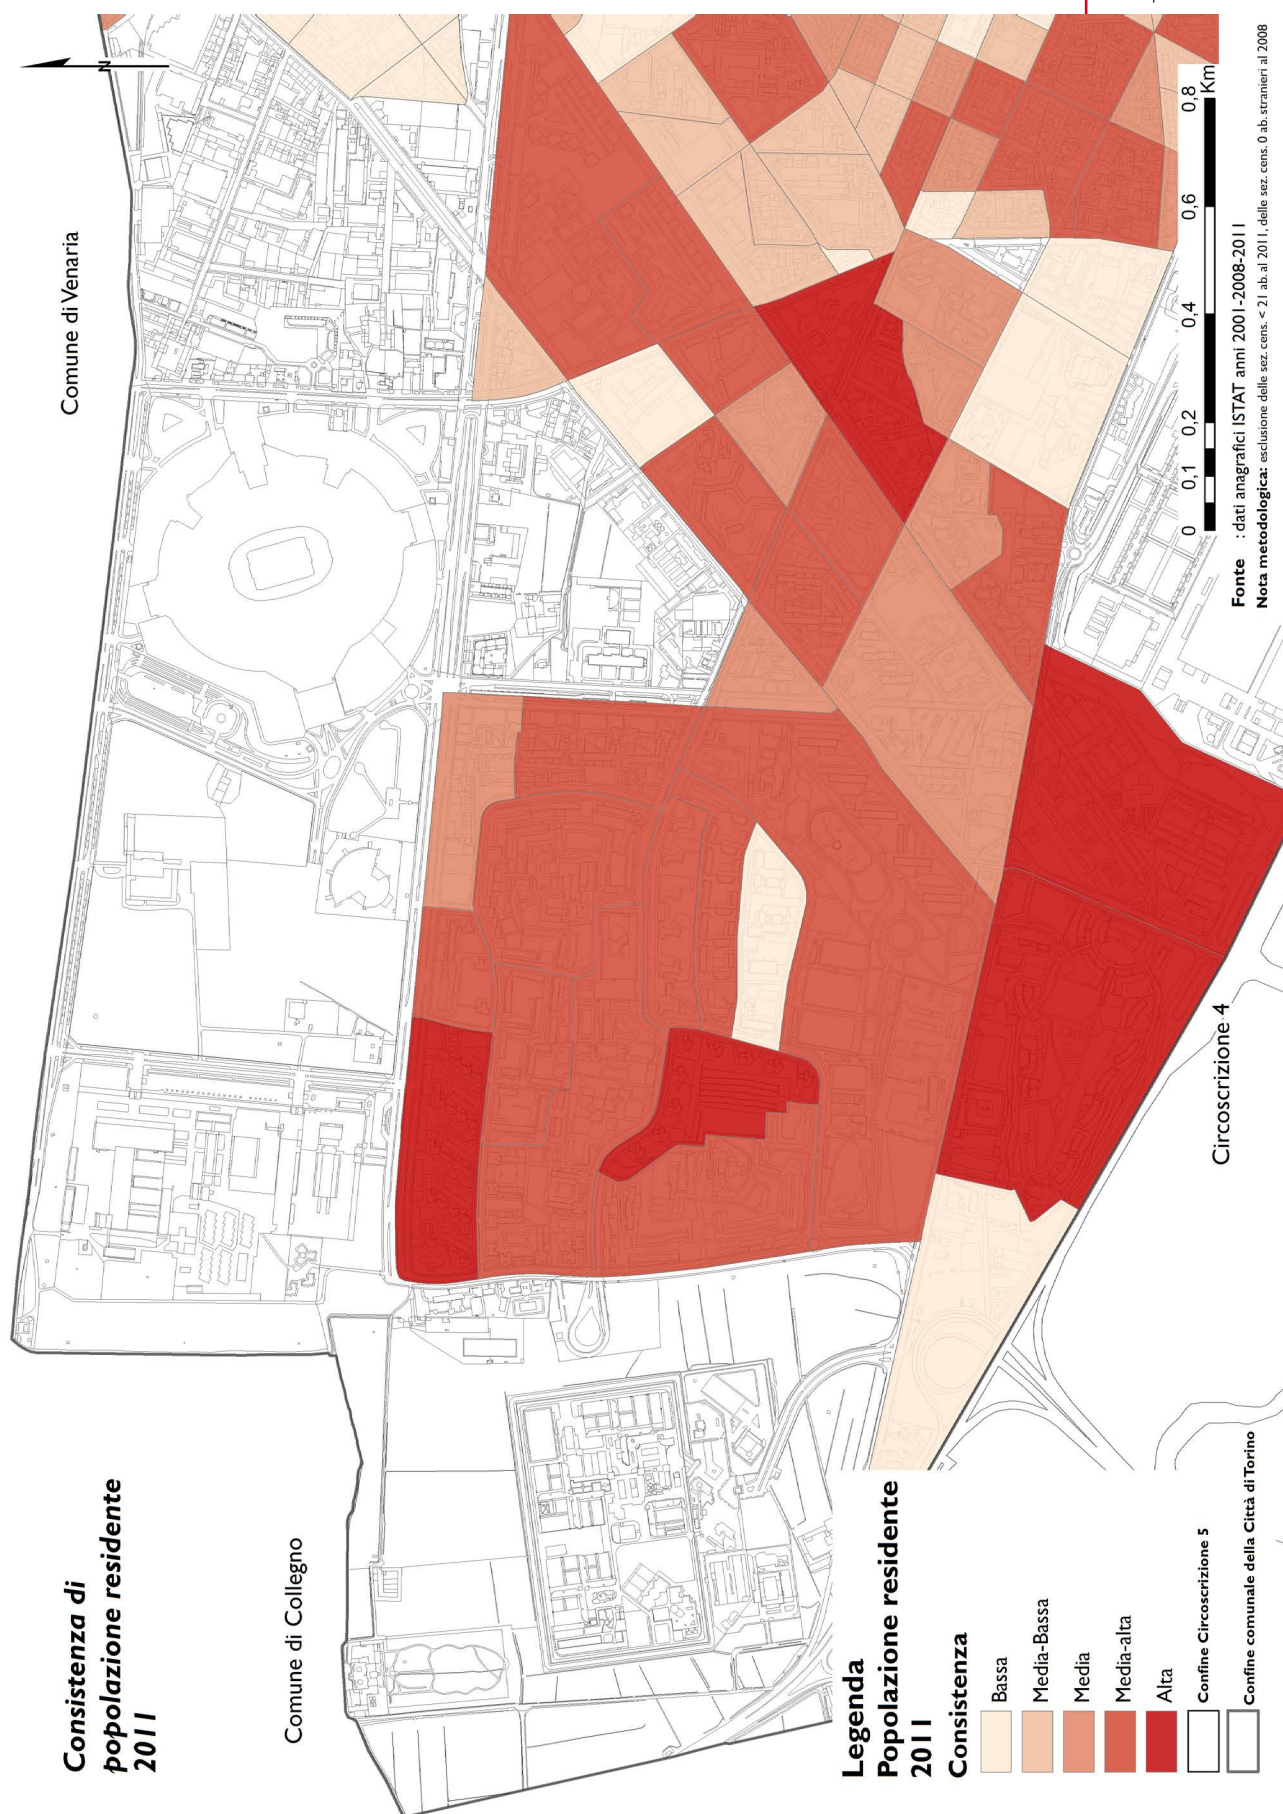 Consistenza di
popolazione residente
2011
Comune di Venaria
Comune di Collegno
Circoscrizione 4
N
Legenda
Popolazione residente
2011
Consistenza
Bassa
Media-Bassa
Media
Media-alta
Alta
Confine Circoscrizione 5
Confine comunale della Città di Torino
0 0,1 0,2 0,4 0,6 0,8
Km
Fonte : dati anagrafici ISTAT anni 2001-2008-2011
Nota metodologica: esclusione delle sez. cens. < 21 ab. al 2011, delle sez. cens. 0 ab. stranieri al 2008